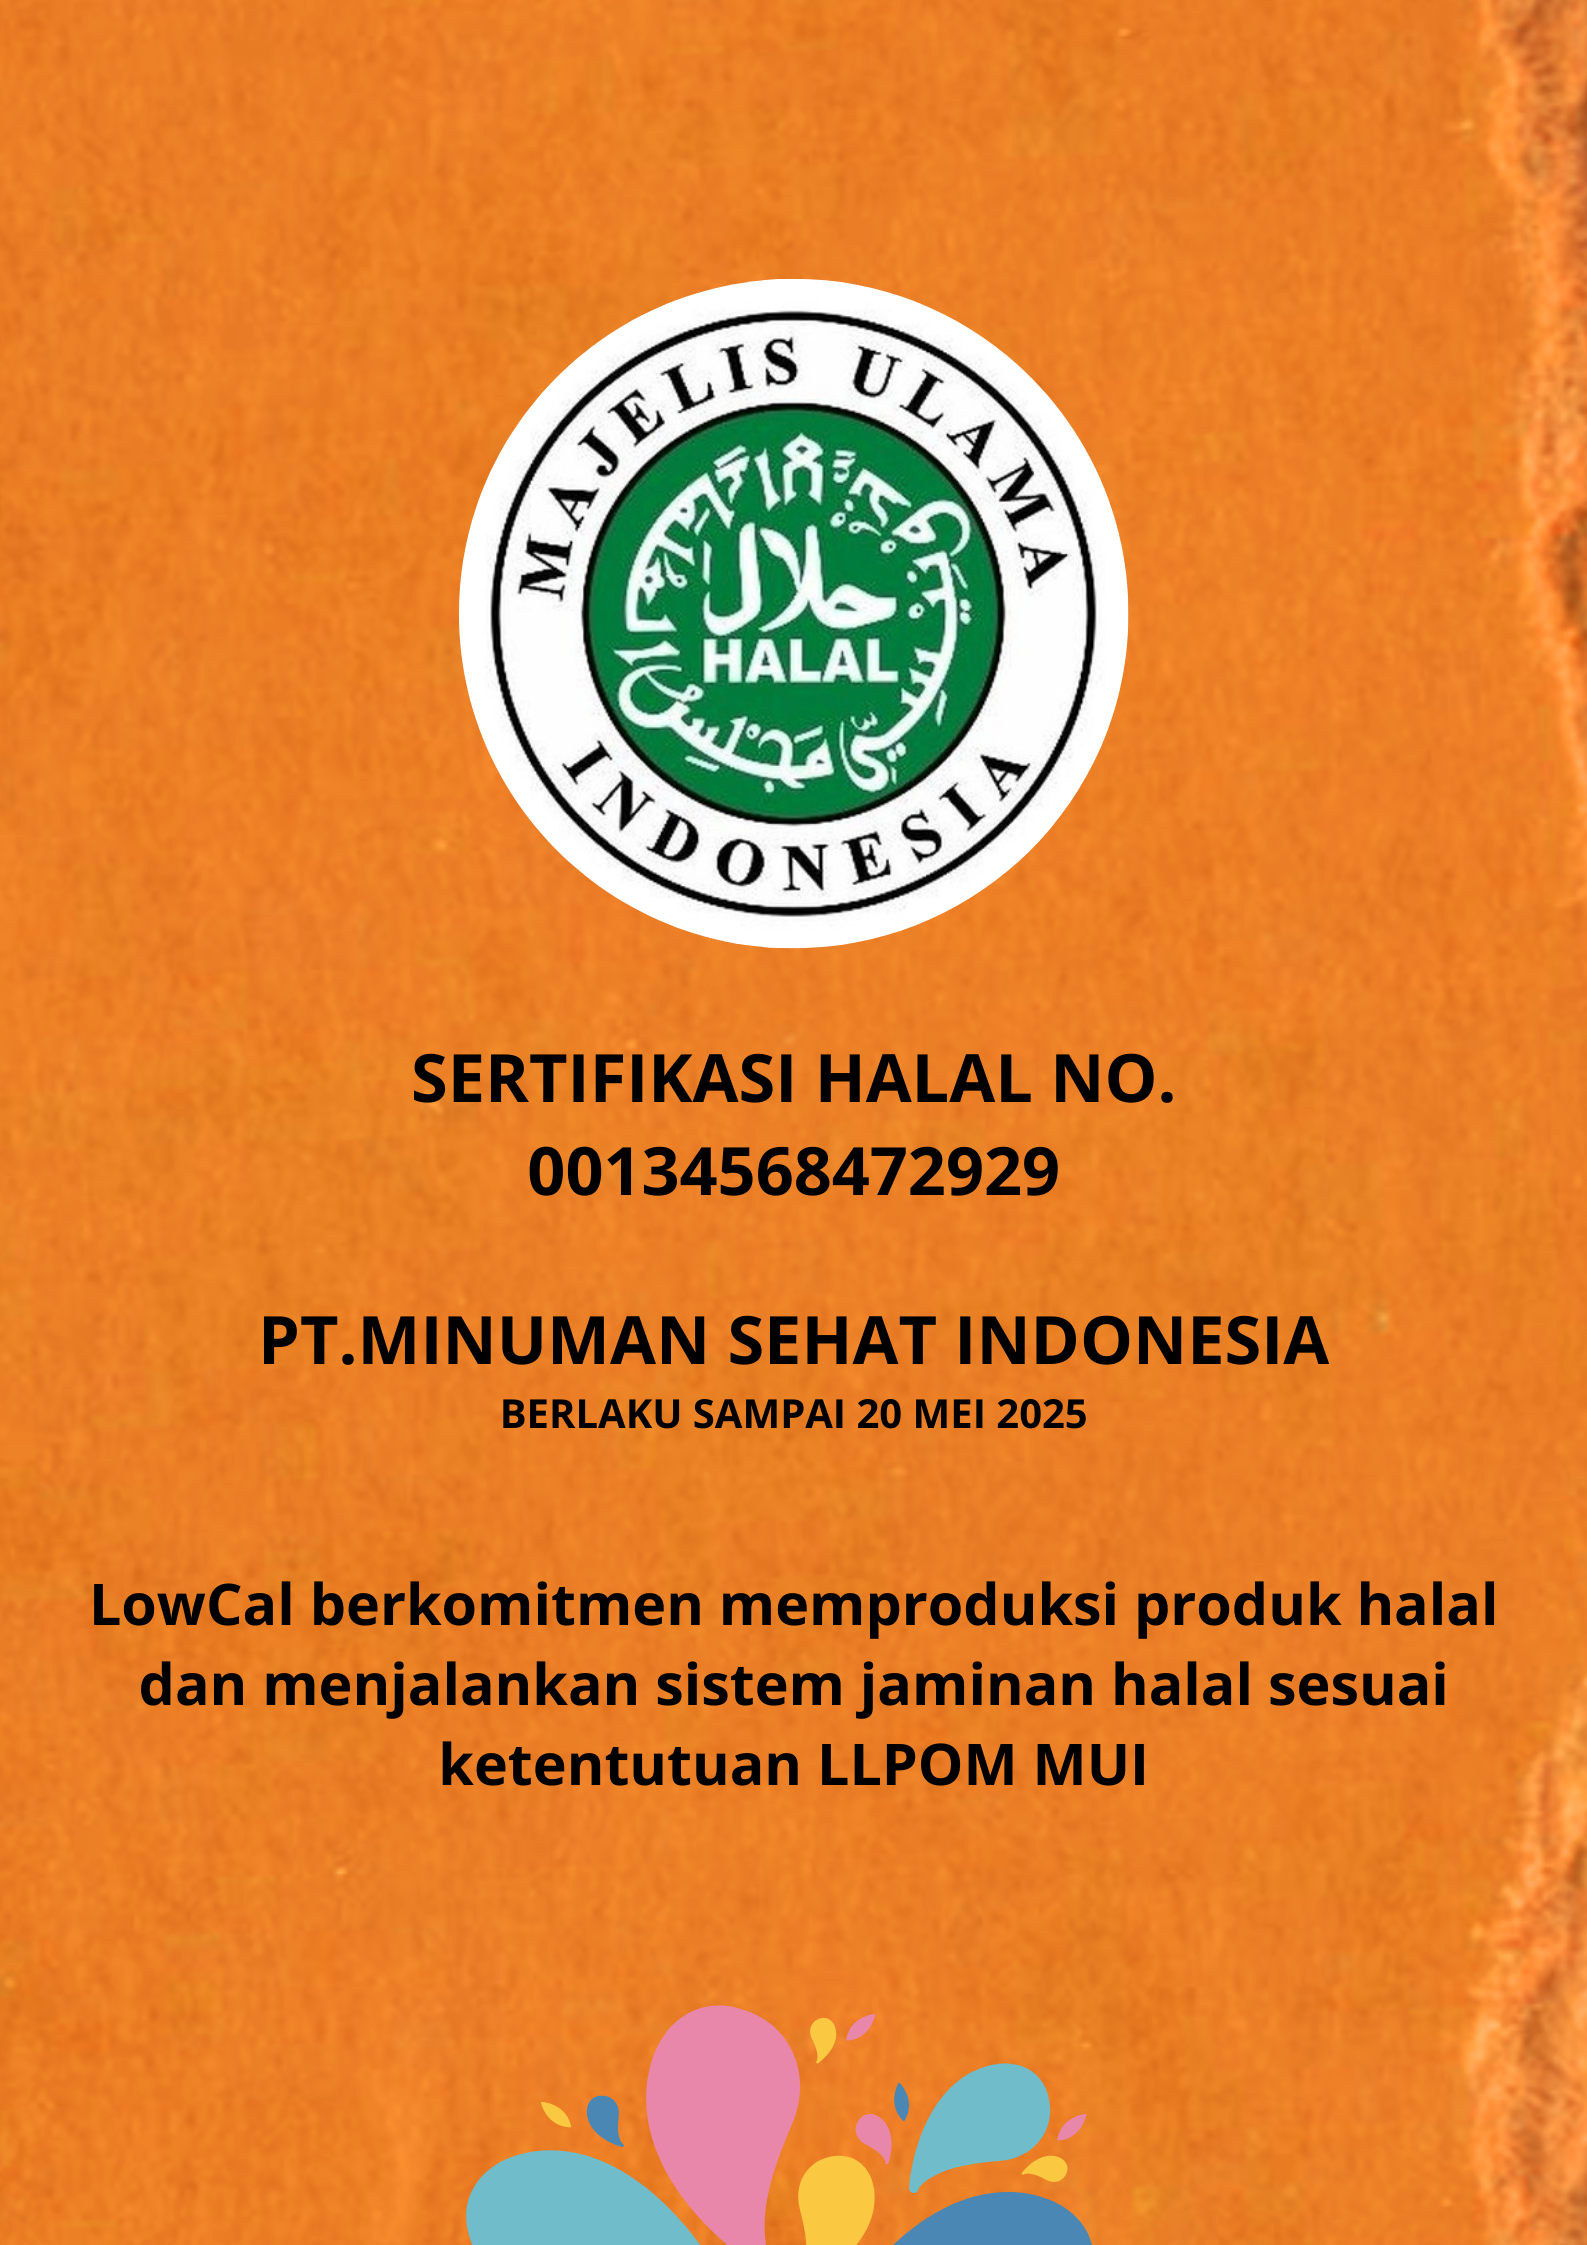 MAJELIS ULAMA
حلال
HALAL
INDONESIA
SERTIFIKASI HALAL NO.
00134568472929
PT.MINUMAN SEHAT INDONESIA
BERLAKU SAMPAI 20 MEI 2025
LowCal berkomitmen memproduksi produk halal
dan menjalankan sistem jaminan halal sesuai
ketentutuan LLPOM MUI